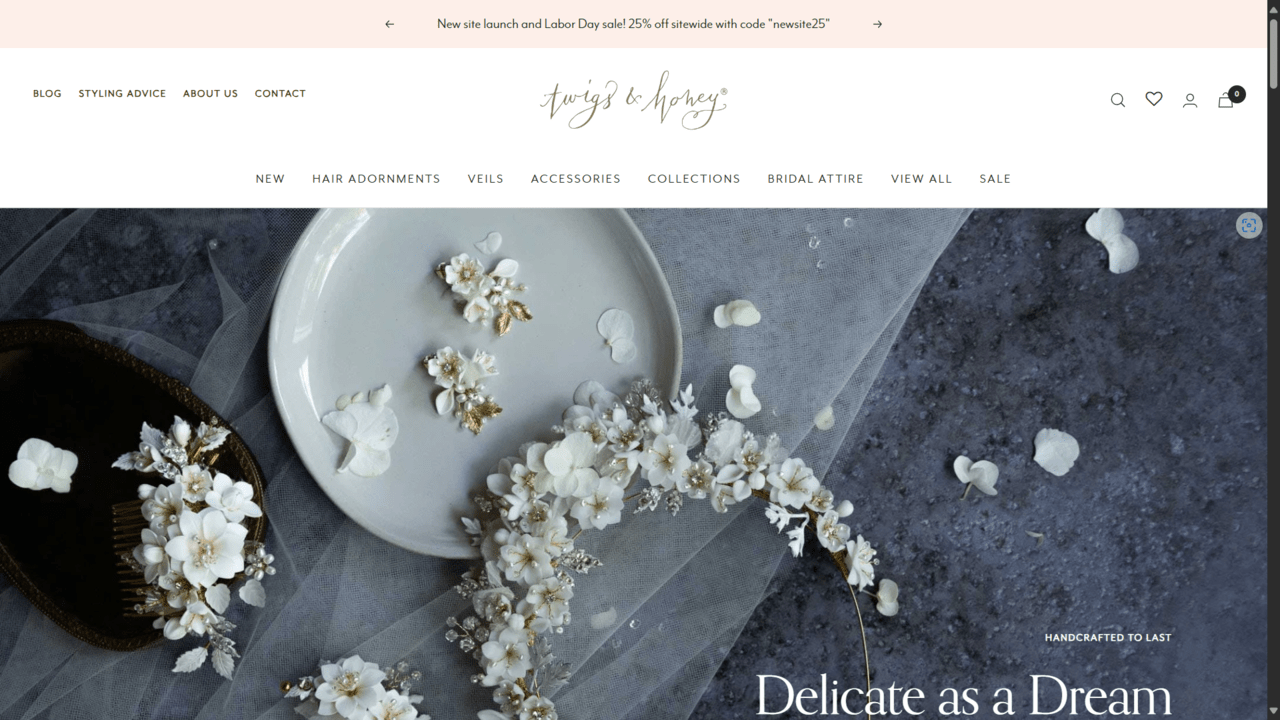 New site launch and Labor Day sale! 25% off sitewide with code "newsite25"
BLOG STYLING ADVICE ABOUT US CONTACT
twigs & honey®
0
NEW HAIR ADORNMENTS VEILS ACCESSORIES COLLECTIONS BRIDAL ATTIRE VIEW ALL SALE
HANDCRAFTED TO LAST
Delicate as a Dream